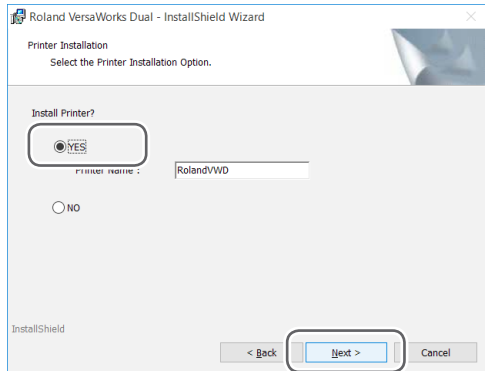 Roland VersaWorks Dual - InstallShield Wizard
Printer Installation
Select the Printer Installation Option.
Install Printer?
YES
Printer Name :
RolandVWD
NO
InstallShield
< Back
Next >
Cancel